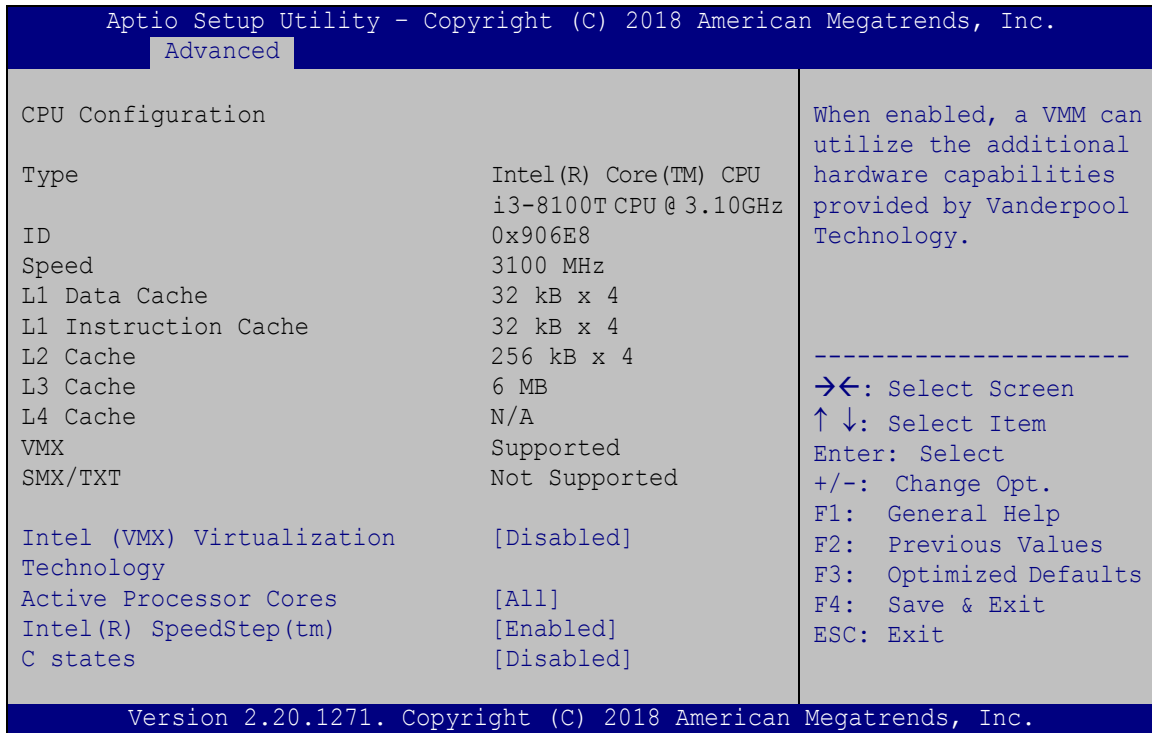 Aptio Setup Utility – Copyright (C) 2018 American Megatrends, Inc.
Advanced
CPU Configuration
Type Intel(R) Core(TM) CPU
i3-8100T CPU @ 3.10GHz
ID 0x906E8
Speed 3100 MHz
L1 Data Cache 32 kB x 4
L1 Instruction Cache 32 kB x 4
L2 Cache 256 kB x 4
L3 Cache 6 MB
L4 Cache N/A
VMX Supported
SMX/TXT Not Supported
Intel (VMX) Virtualization [Disabled]
Technology
Active Processor Cores [All]
Intel(R) SpeedStep(tm) [Enabled]
C states [Disabled]
When enabled, a VMM can
utilize the additional
hardware capabilities
provided by Vanderpool
Technology.
----------------------
→←: Select Screen
↑ ↓: Select Item
Enter: Select
+/-: Change Opt.
F1: General Help
F2: Previous Values
F3: Optimized Defaults
F4: Save & Exit
ESC: Exit
Version 2.20.1271. Copyright (C) 2018 American Megatrends, Inc.